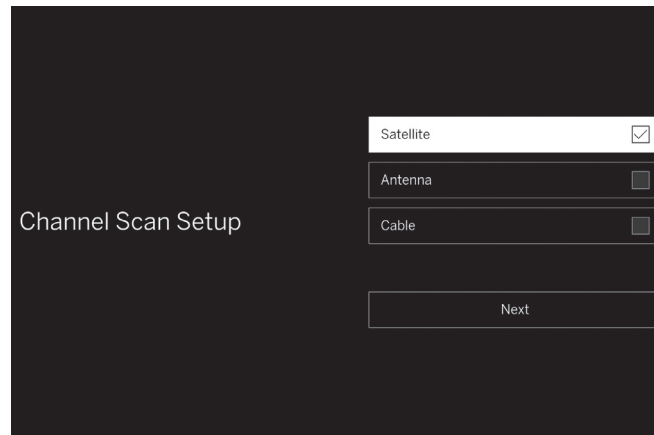 Channel Scan Setup
Satellite
Antenna
Cable
Next